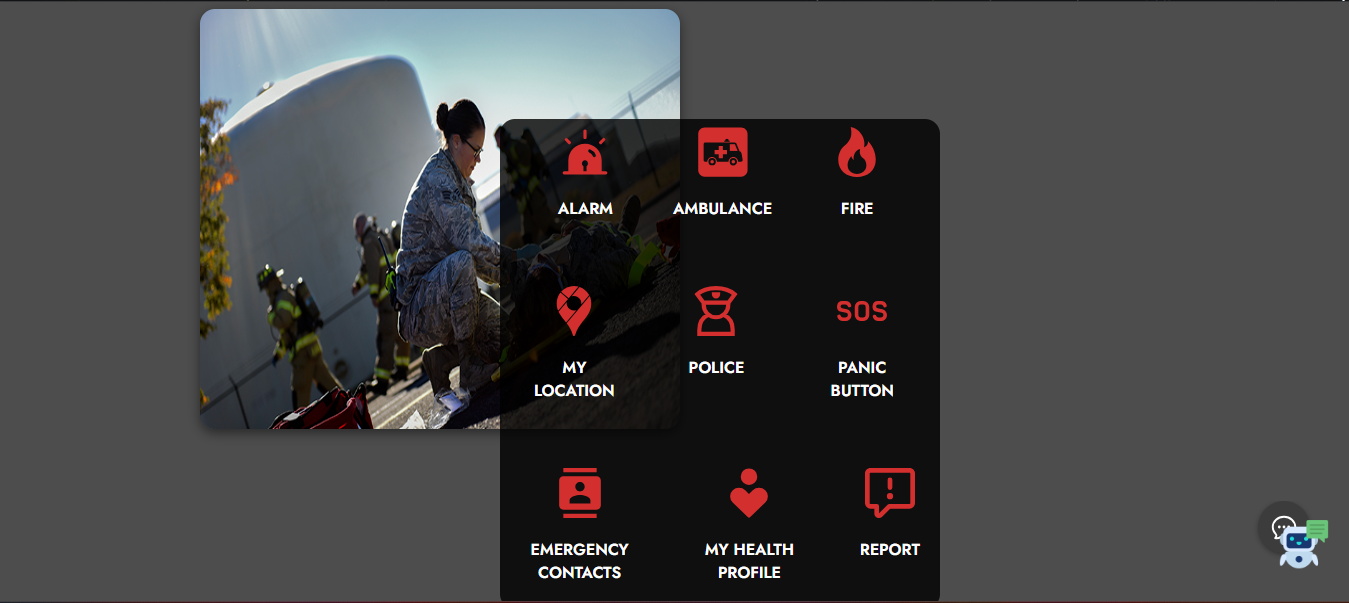 ALARM
AMBULANCE
FIRE
SOS
MY
LOCATION
POLICE
PANIC
BUTTON
EMERGENCY
CONTACTS
MY HEALTH
PROFILE
REPORT